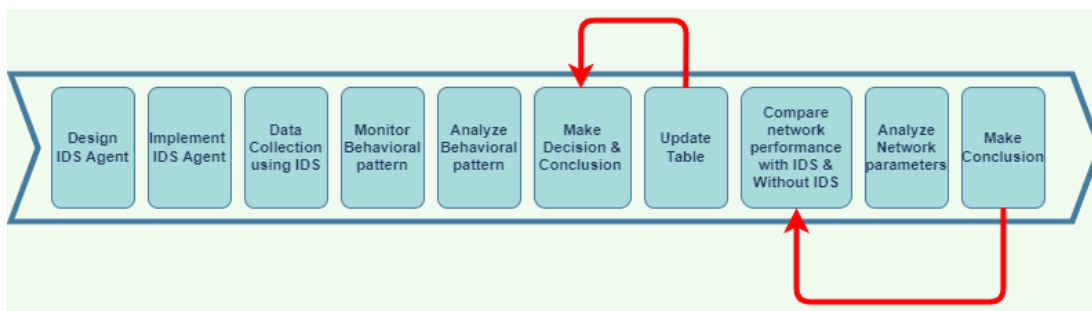 Design
IDS Agent
Implement
IDS Agent
Data
Collection
using IDS
Monitor
Behavioral
pattern
Analyze
Behavioral
pattern
Make
Decision &
Conclusion
Update
Table
Compare
network
performance
with IDS &
Without IDS
Analyze
Network
parameters
Make
Conclusion